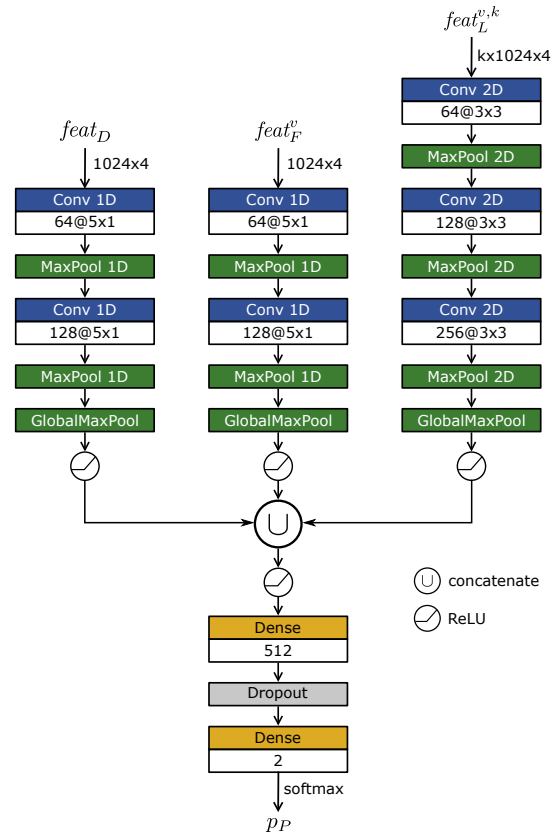 feat_L^{v,k}
kx1024x4
Conv 2D
64@3x3
MaxPool 2D
Conv 2D
128@3x3
MaxPool 2D
Conv 2D
256@3x3
MaxPool 2D
GlobalMaxPool
feat_D
1024x4
Conv 1D
64@5x1
MaxPool 1D
Conv 1D
128@5x1
MaxPool 1D
GlobalMaxPool
feat_F^v
1024x4
Conv 1D
64@5x1
MaxPool 1D
Conv 1D
128@5x1
MaxPool 1D
GlobalMaxPool
∪
∪ concatenate
ReLU
Dense
512
Dropout
Dense
2
softmax
p_P